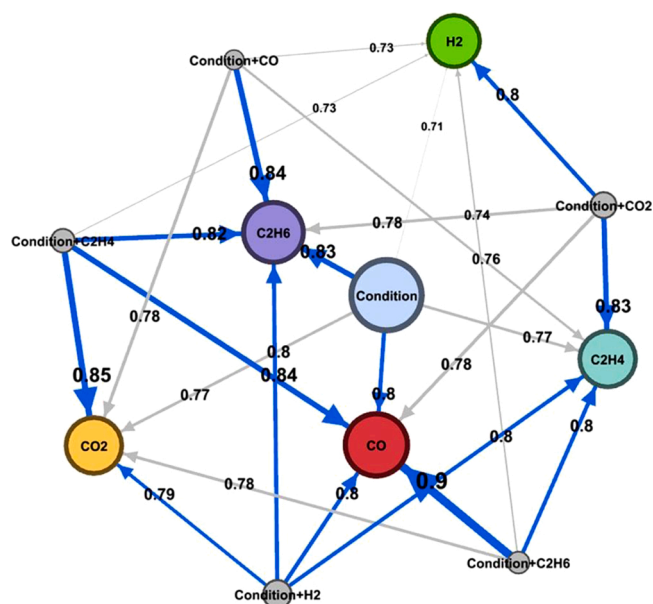 H2
0.73
Condition+CO
0.73
0.8
0.71
0.84
Condition+CO2
0.78
0.74
C2H6
0.82
Condition+C2H4
0.83
0.76
Condition
0.83
0.78
0.77
0.8
C2H4
0.78
0.85
0.84
0.77
0.8
0.8
0.8
CO2
CO
0.9
0.78
0.79
0.8
Condition+C2H6
Condition+H2